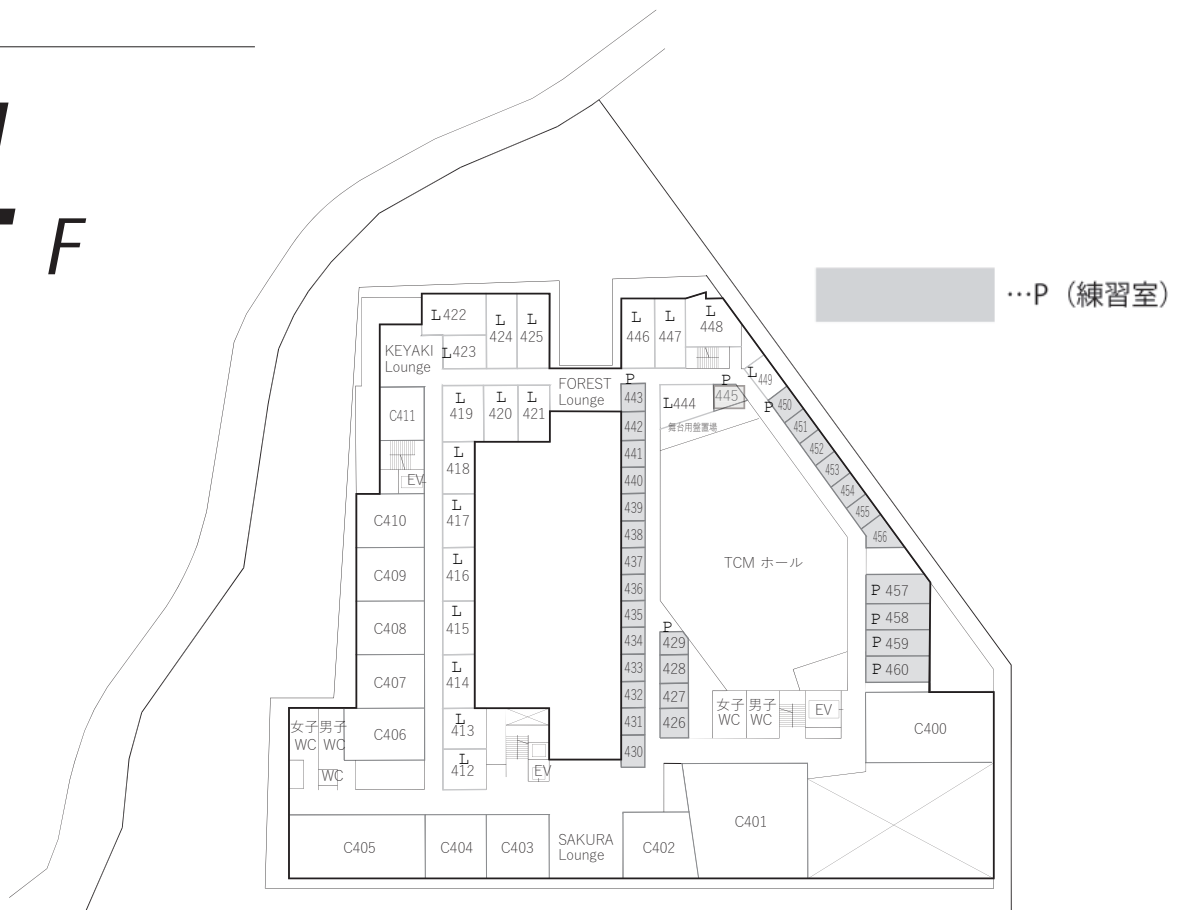 F
…P（練習室）
L422
L
424
L
425
L423
KEYAKI
Lounge
L
446
L
447
L
448
FOREST
Lounge
P
443
L444
P
445
L
449
C411
L
419
L
420
L
421
舞台用盤置場
P
450
451
452
453
454
455
456
442
441
440
439
438
437
436
435
434
433
432
431
430
L
418
EV
C410
L
417
C409
L
416
C408
L
415
C407
L
414
TCM ホール
P 457
P 458
P 459
P 460
P
429
428
427
426
女子
WC
男子
WC
EV
C400
女子
WC
男子
WC
C406
L
413
WC
L
412
EV
C405
C404
C403
SAKURA
Lounge
C402
C401